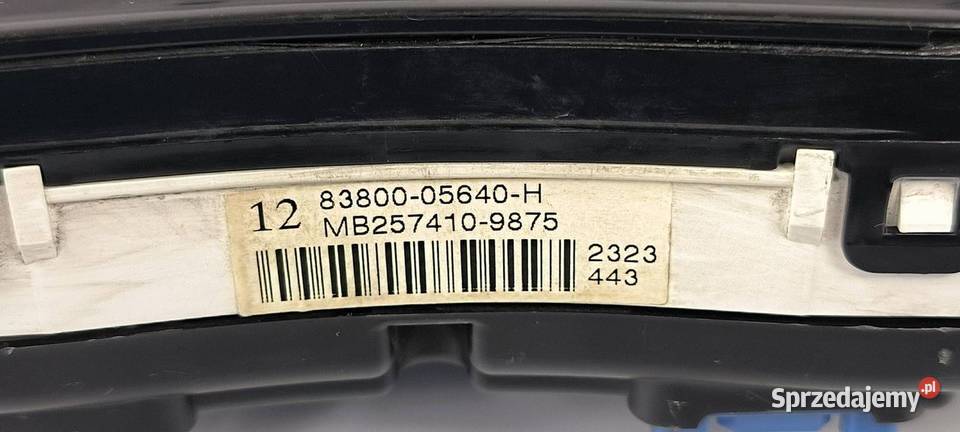 12 83800-05640-H
MB257410-9875
2323
443
Sprzedajemy.pl